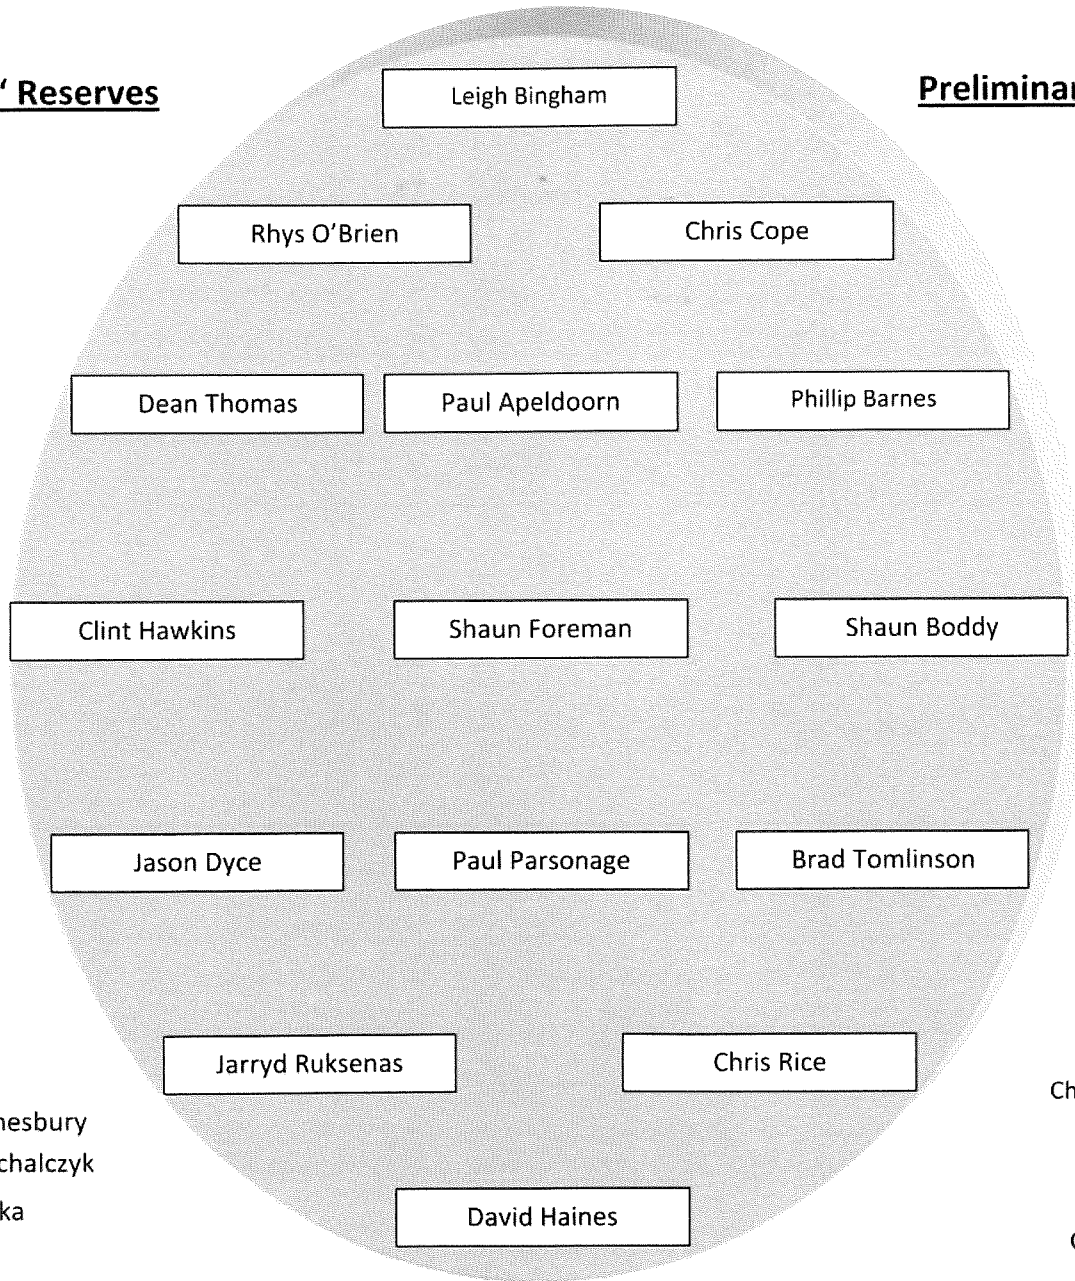 ' Reserves
Preliminar
Leigh Bingham
Rhys O'Brien
Chris Cope
Dean Thomas
Paul Apeldoorn
Phillip Barnes
Clint Hawkins
Shaun Foreman
Shaun Boddy
Jason Dyce
Paul Parsonage
Brad Tomlinson
Jarryd Ruksenas
Chris Rice
Ch
nesbury
chalczyk
ka
David Haines